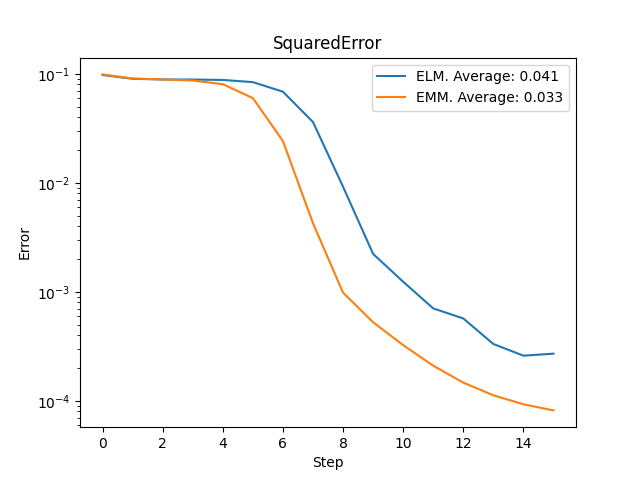 SquaredError
ELM. Average: 0.041
EMM. Average: 0.033
Error
10⁻¹
10⁻²
10⁻³
10⁻⁴
0 2 4 6 8 10 12 14
Step